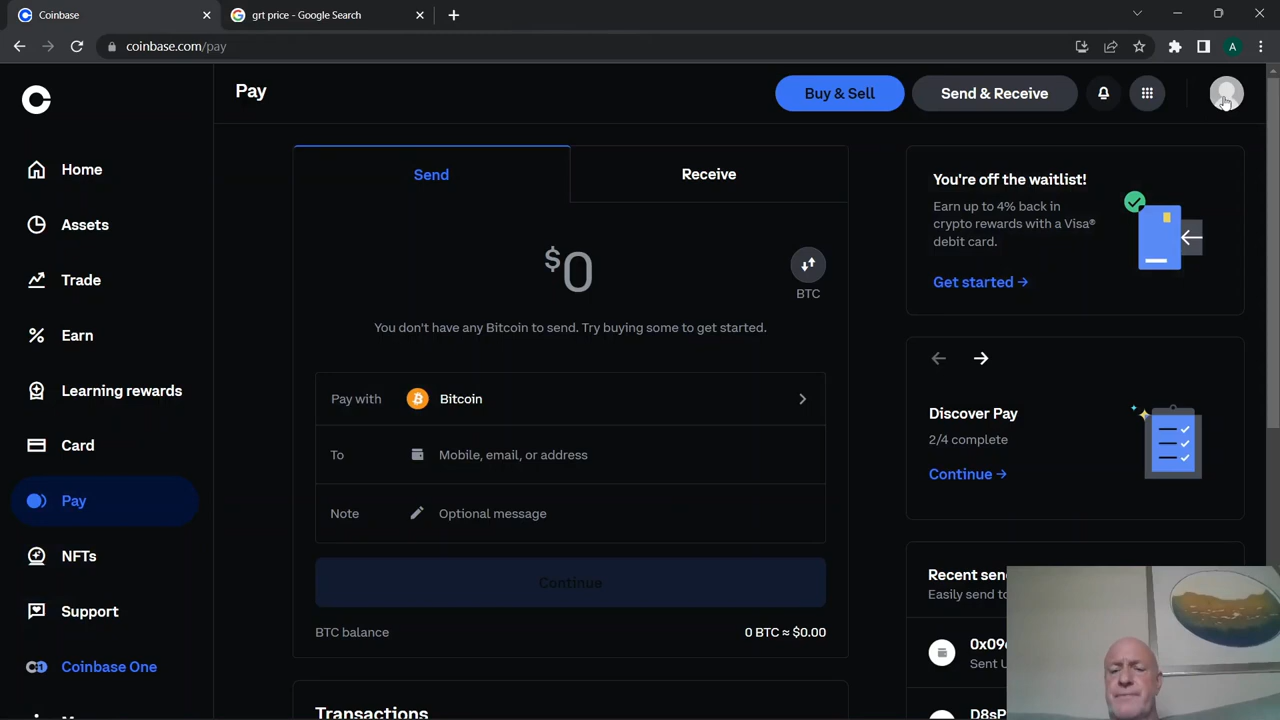 Coinbase
grt price - Google Search
coinbase.com/pay
A
Pay
Buy & Sell
Send & Receive
Home
Assets
Trade
Earn
Learning rewards
Card
Pay
NFTs
Support
Coinbase One
Send
Receive
$0
BTC
You don't have any Bitcoin to send. Try buying some to get started.
Pay with
Bitcoin
To
Mobile, email, or address
Note
Optional message
Continue
BTC balance
0 BTC ≈ $0.00
Transactions
You're off the waitlist!
Earn up to 4% back in
crypto rewards with a Visa®
debit card.
Get started →
Discover Pay
2/4 complete
Continue →
Recent sen
Easily send to
0x09
Sent U
D8sP